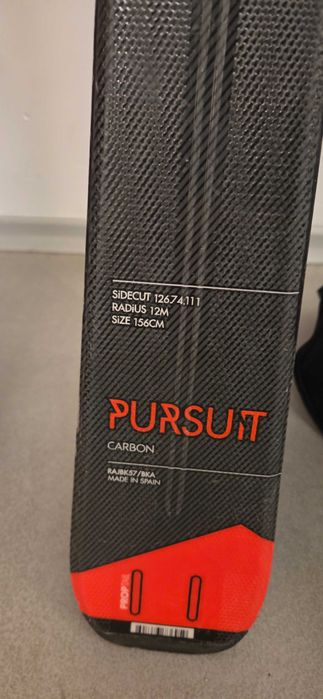 SiDECUT 126.74.111
RADiUS 12M
SiZE 156CM
PURSUiT
CARBON
RAJBK57/BKA
MADE IN SPAIN